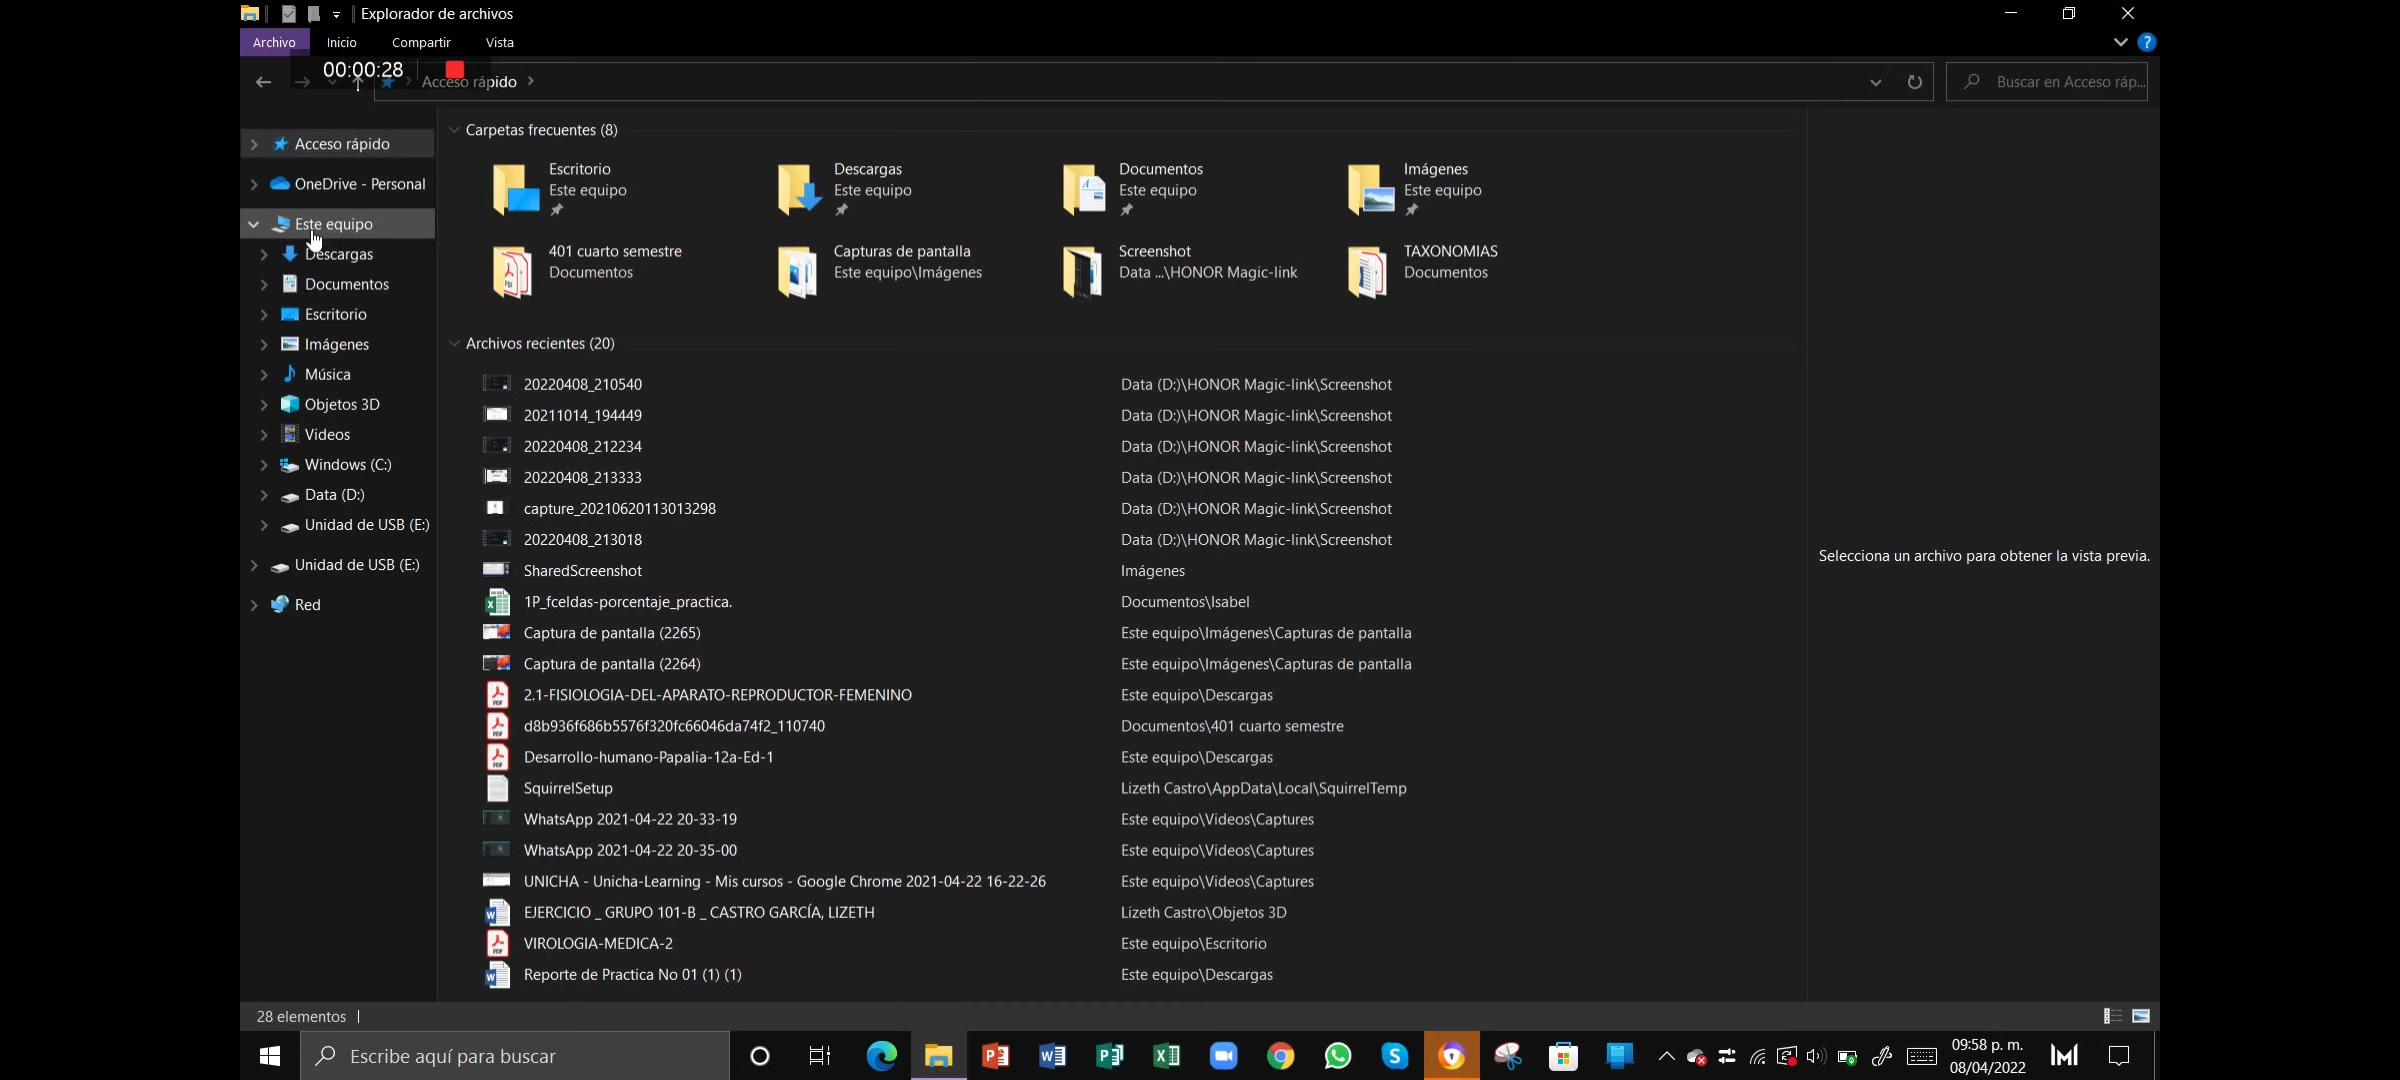 Explorador de archivos
Archivo Inicio Compartir Vista
00:00:28
Acceso rápido
Buscar en Acceso ráp...
Acceso rápido
OneDrive - Personal
Este equipo
Descargas
Documentos
Escritorio
Imágenes
Música
Objetos 3D
Videos
Windows (C:)
Data (D:)
Unidad de USB (E:)
Unidad de USB (E:)
Red
Carpetas frecuentes (8)
Escritorio
Este equipo
Descargas
Este equipo
Documentos
Este equipo
Imágenes
Este equipo
401 cuarto semestre
Documentos
Capturas de pantalla
Este equipo\Imágenes
Screenshot
Data ...\HONOR Magic-link
TAXONOMIAS
Documentos
Archivos recientes (20)
20220408_210540 Data (D:)\HONOR Magic-link\Screenshot
20211014_194449 Data (D:)\HONOR Magic-link\Screenshot
20220408_212234 Data (D:)\HONOR Magic-link\Screenshot
20220408_213333 Data (D:)\HONOR Magic-link\Screenshot
capture_20210620113013298 Data (D:)\HONOR Magic-link\Screenshot
20220408_213018 Data (D:)\HONOR Magic-link\Screenshot
SharedScreenshot Imágenes
1P_fceldas-porcentaje_practica. Documentos\Isabel
Captura de pantalla (2265) Este equipo\Imágenes\Capturas de pantalla
Captura de pantalla (2264) Este equipo\Imágenes\Capturas de pantalla
2.1-FISIOLOGIA-DEL-APARATO-REPRODUCTOR-FEMENINO Este equipo\Descargas
d8b936f686b5576f320fc66046da74f2_110740 Documentos\401 cuarto semestre
Desarrollo-humano-Papalia-12a-Ed-1 Este equipo\Descargas
SquirrelSetup Lizeth Castro\AppData\Local\SquirrelTemp
WhatsApp 2021-04-22 20-33-19 Este equipo\Videos\Captures
WhatsApp 2021-04-22 20-35-00 Este equipo\Videos\Captures
UNICHA - Unicha-Learning - Mis cursos - Google Chrome 2021-04-22 16-22-26 Este equipo\Videos\Captures
EJERCICIO _ GRUPO 101-B _ CASTRO GARCÍA, LIZETH Lizeth Castro\Objetos 3D
VIROLOGIA-MEDICA-2 Este equipo\Escritorio
Reporte de Practica No 01 (1) (1) Este equipo\Descargas
Selecciona un archivo para obtener la vista previa.
28 elementos
Escribe aquí para buscar
09:58 p. m.
08/04/2022